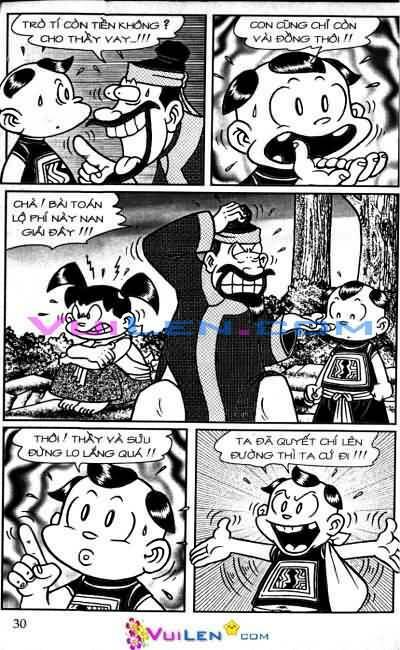 TRÒ TÍ CÒN TIỀN KHÔNG ?
CHO THẦY VAY...!!!
CON CŨNG CHỈ CÒN
VÀI ĐỒNG THÔI !
CHÀ ! BÀI TOÁN
LỘ PHÍ NÀY NAN
GIẢI ĐÂY !!!
VUILEN.COM
THÔI ! THẦY VÀ SỬU
ĐỪNG LO LẮNG QUÁ !!
TA ĐÃ QUYẾT CHÍ LÊN
ĐƯỜNG THÌ TA CỨ ĐI !!!
30
VUILEN.COM